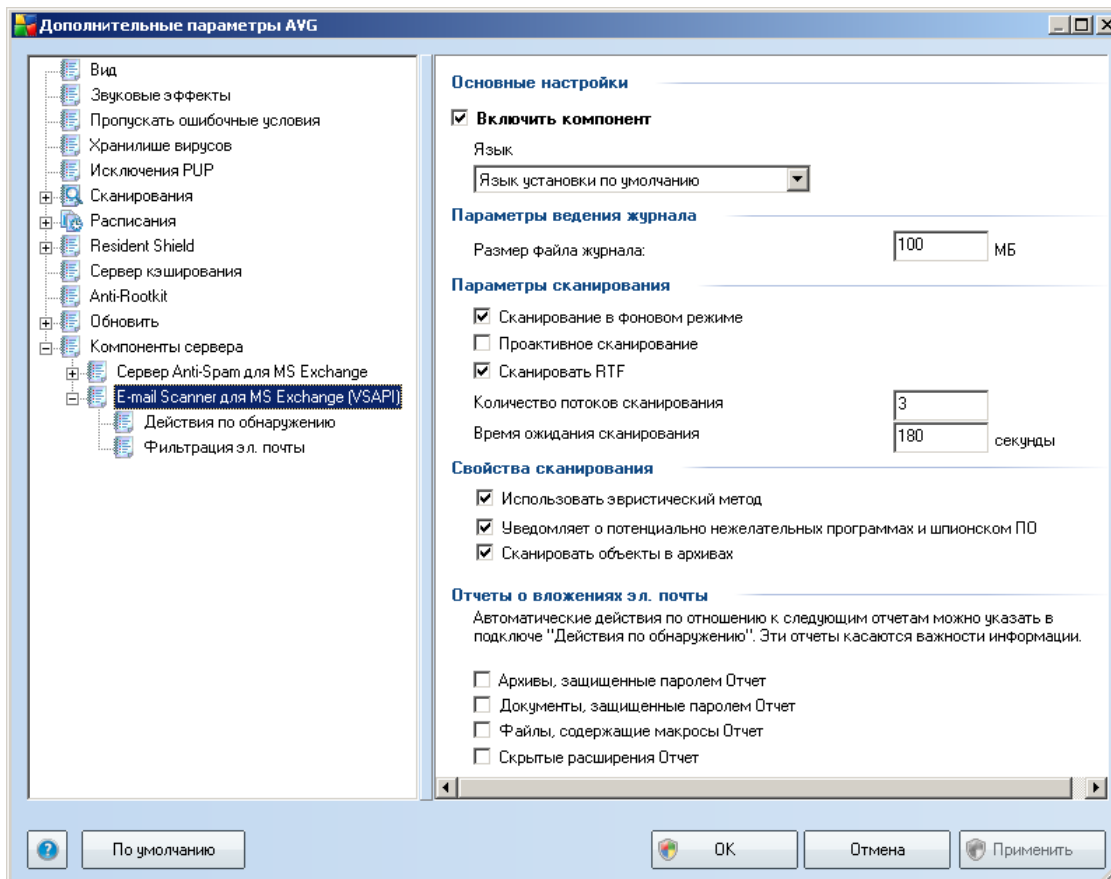 Дополнительные параметры AVG
Вид
Звуковые эффекты
Пропускать ошибочные условия
Хранилише вирусов
Исключения PUP
Сканирования
Расписания
Resident Shield
Сервер кэширования
Anti-Rootkit
Обновить
Компоненты сервера
Сервер Anti-Spam для MS Exchange
E-mail Scanner для MS Exchange (VSAPI)
Действия по обнаружению
Фильтрация эл. почты
Основные настройки
Включить компонент
Язык
Язык установки по умолчанию
Параметры ведения журнала
Размер файла журнала: 100 МБ
Параметры сканирования
Сканирование в фоновом режиме
Проактивное сканирование
Сканировать RTF
Количество потоков сканирования 3
Время ожидания сканирования 180 секунды
Свойства сканирования
Использовать эвристический метод
Уведомляет о потенциально нежелательных программах и шпионском ПО
Сканировать объекты в архивах
Отчеты о вложениях эл. почты
Автоматические действия по отношению к следующим отчетам можно указать в
подключе "Действия по обнаружению". Эти отчеты касаются важности информации.
Архивы, защищенные паролем Отчет
Документы, защищенные паролем Отчет
Файлы, содержащие макросы Отчет
Скрытые расширения Отчет
По умолчанию
OK
Отмена
Применить